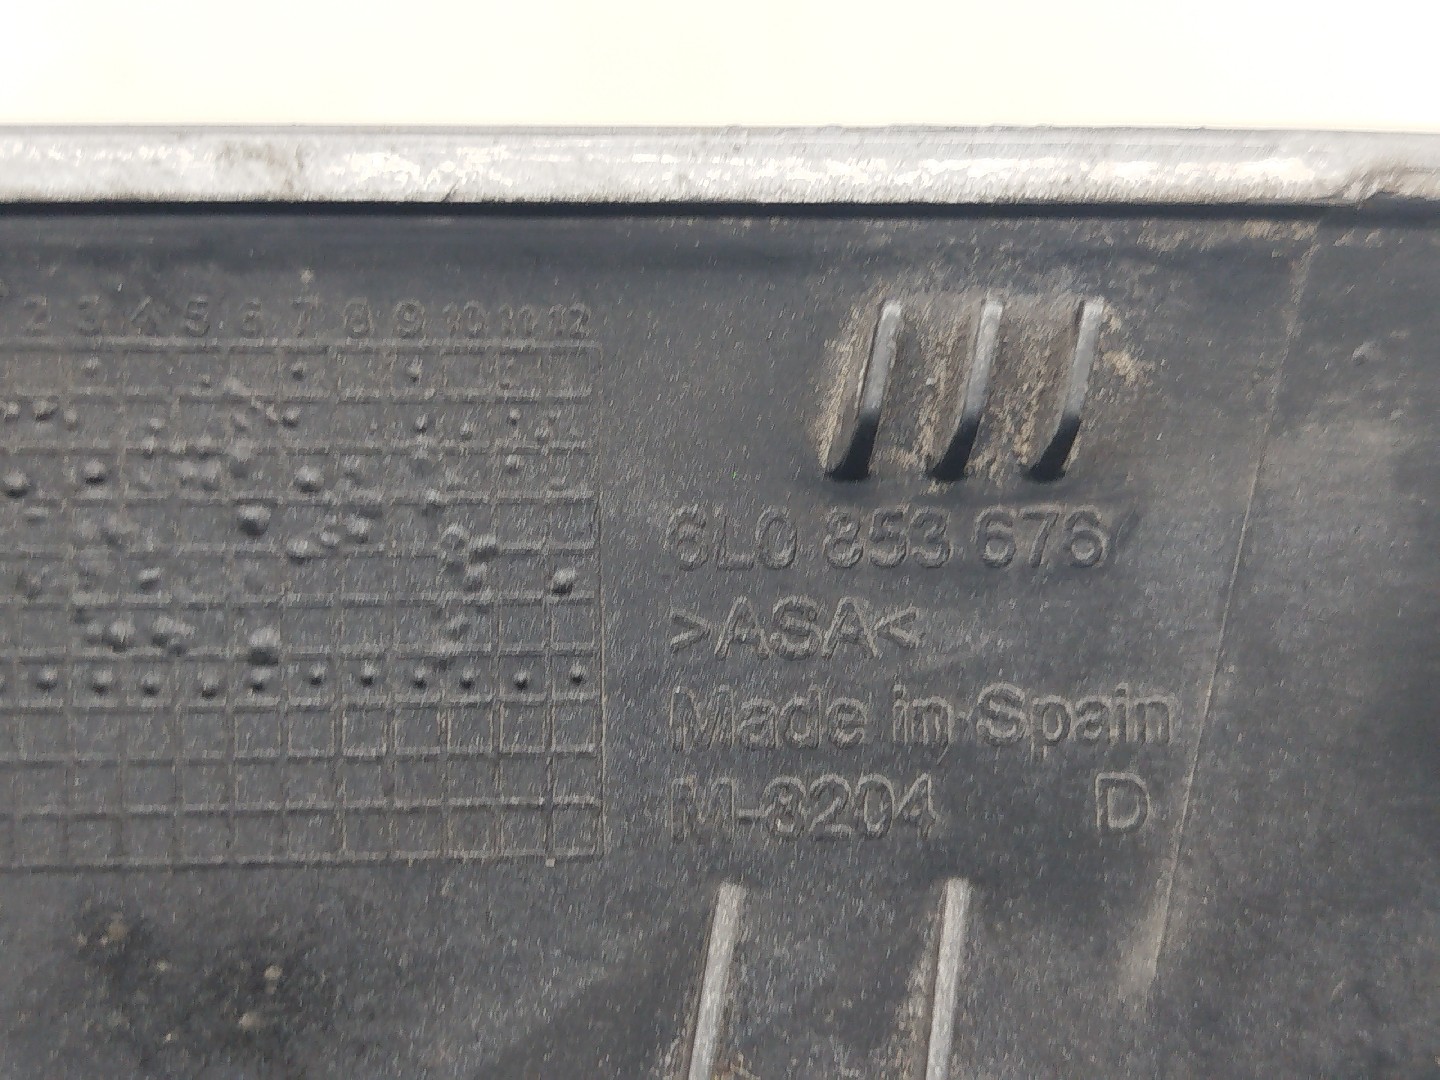 2 3 4 5 6 7 8 9 10 11 12
6L0 853 676
>ASA<
Made in Spain
M-8204 D